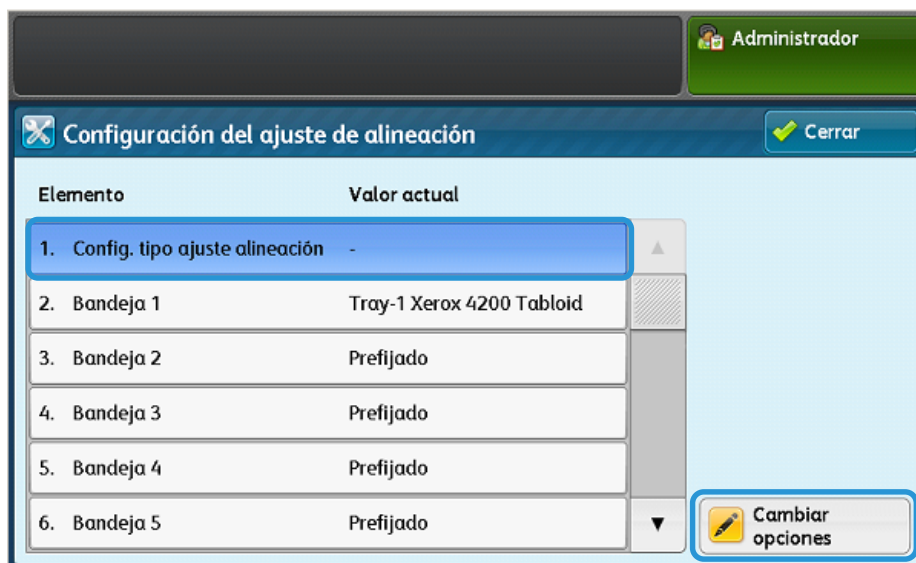 Administrador
Configuración del ajuste de alineación
Cerrar
Elemento Valor actual
1. Config. tipo ajuste alineación -
2. Bandeja 1 Tray-1 Xerox 4200 Tabloid
3. Bandeja 2 Prefijado
4. Bandeja 3 Prefijado
5. Bandeja 4 Prefijado
6. Bandeja 5 Prefijado
Cambiar
opciones